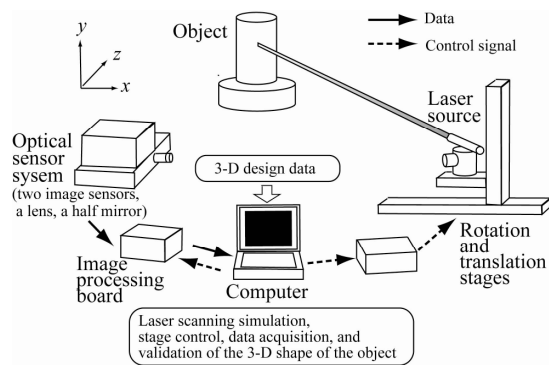 Data
Control signal
y
z
x
Object
Laser
source
Optical
sensor
sysem
(two image sensors,
a lens, a half mirror)
3-D design data
Image
processing
board
Computer
Rotation and
translation
stages
Laser scanning simulation,
stage control, data acquisition, and
validation of the 3-D shape of the object